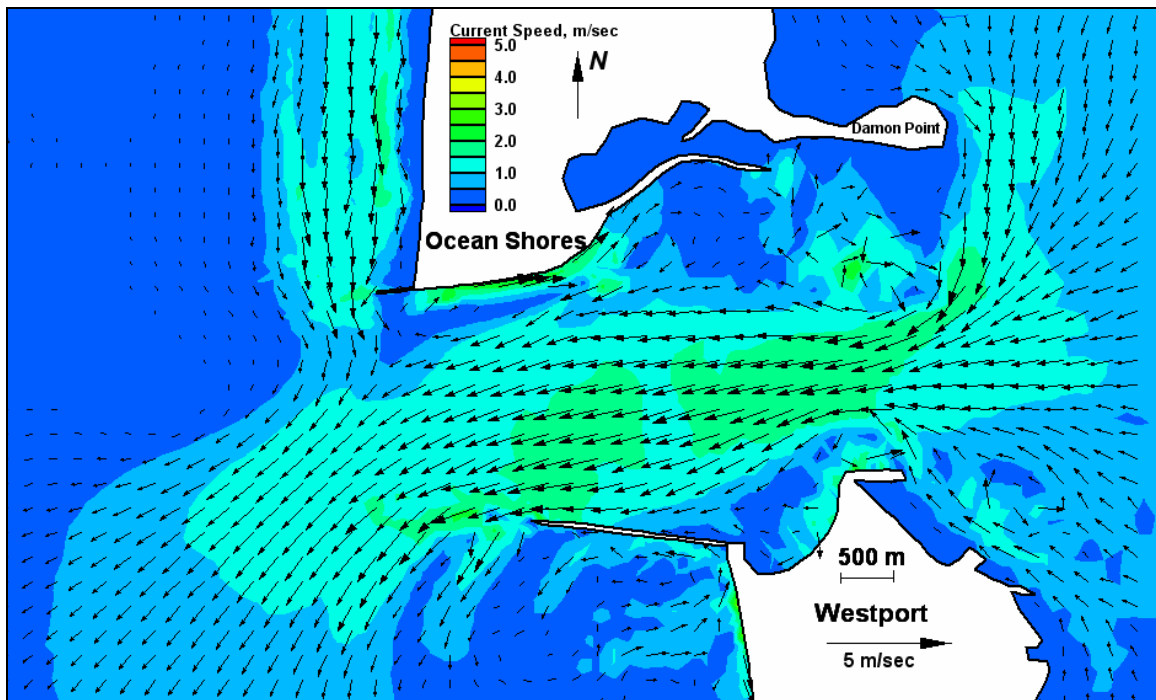 Current Speed, m/sec
5.0
4.0
3.0
2.0
1.0
0.0
N
Damon Point
Ocean Shores
500 m
Westport
5 m/sec